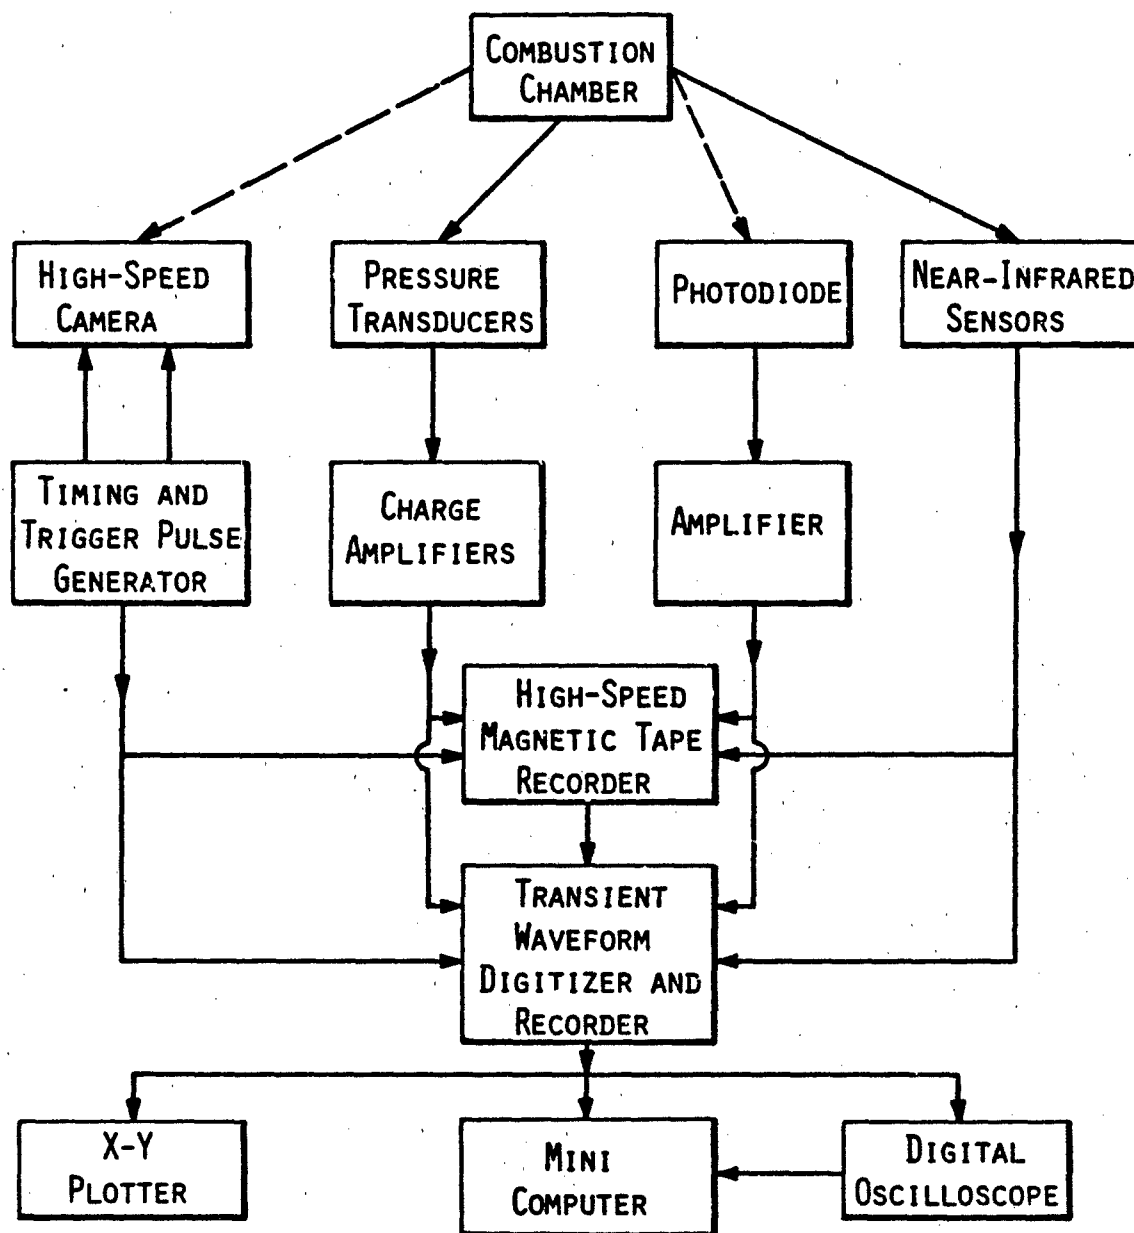 COMBUSTION
CHAMBER
HIGH-SPEED
CAMERA
PRESSURE
TRANSDUCERS
PHOTODIODE
NEAR-INFRARED
SENSORS
TIMING AND
TRIGGER PULSE
GENERATOR
CHARGE
AMPLIFIERS
AMPLIFIER
HIGH-SPEED
MAGNETIC TAPE
RECORDER
TRANSIENT
WAVEFORM
DIGITIZER AND
RECORDER
X-Y
PLOTTER
MINI
COMPUTER
DIGITAL
OSCILLOSCOPE